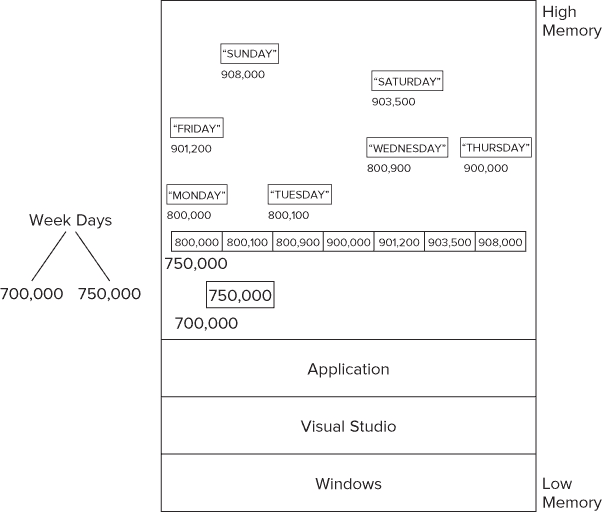 High
Memory
“SUNDAY”
908,000
“SATURDAY”
903,500
“FRIDAY”
901,200
“WEDNESDAY”
800,900
“THURSDAY”
900,000
“MONDAY”
800,000
“TUESDAY”
800,100
Week Days
700,000 750,000
800,000 800,100 800,900 900,000 901,200 903,500 908,000
750,000
750,000
700,000
Application
Visual Studio
Windows
Low
Memory